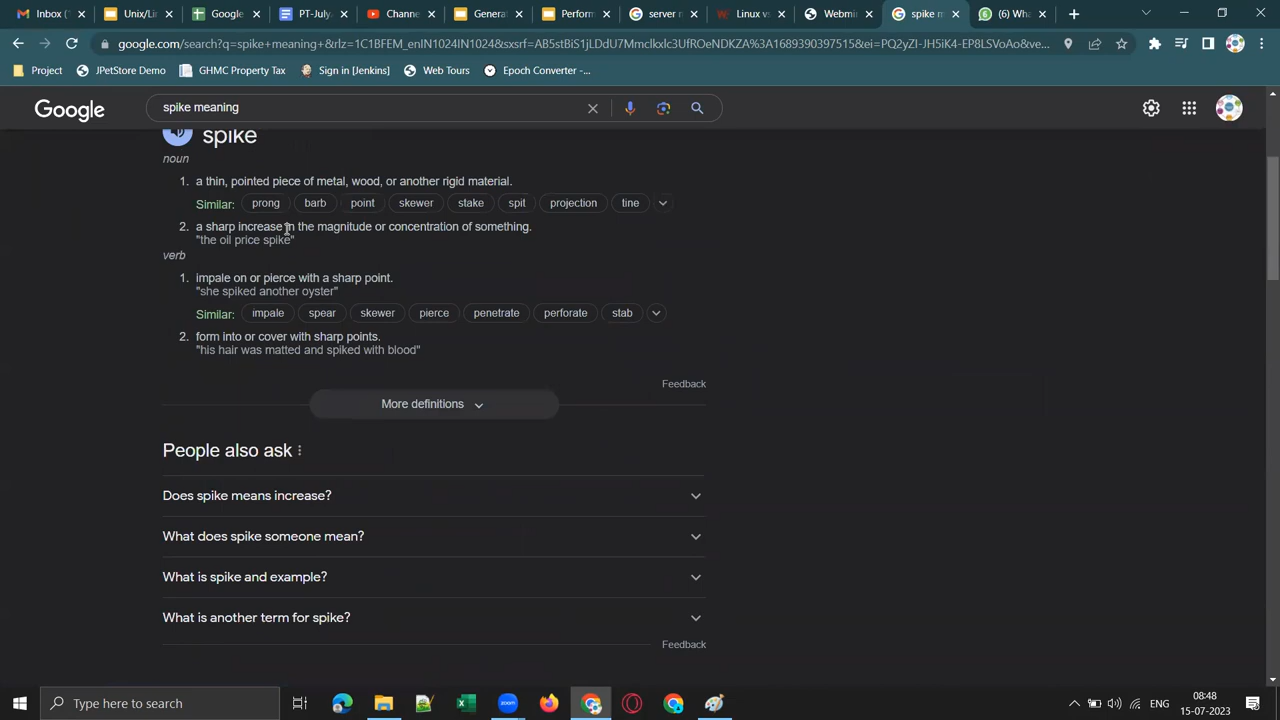 Inbox (
Unix/Lin
Google
PT-July
Channe
Genera
Perform
server n
Linux v
Webmin
spike m
(6) Wha
google.com/search?q=spike+meaning+&rlz=1C1BFEM_enIN1024IN1024&sxsrf=AB5stBiS1jLDdU7Mmclkxlc3UfROeNDKZA%3A1689390397515&ei=PQ2yZI-JH5iK4-EP8LSVoAo&ve...
Project
JPetStore Demo
GHMC Property Tax
Sign in [Jenkins]
Web Tours
Epoch Converter -...
Google
spike meaning
spike
noun
1. a thin, pointed piece of metal, wood, or another rigid material.
Similar: prong barb point skewer stake spit projection tine
2. a sharp increase in the magnitude or concentration of something.
"the oil price spike"
verb
1. impale on or pierce with a sharp point.
"she spiked another oyster"
Similar: impale spear skewer pierce penetrate perforate stab
2. form into or cover with sharp points.
"his hair was matted and spiked with blood"
Feedback
More definitions
People also ask
Does spike means increase?
What does spike someone mean?
What is spike and example?
What is another term for spike?
Feedback
Type here to search
zoom
ENG
08:48
15-07-2023